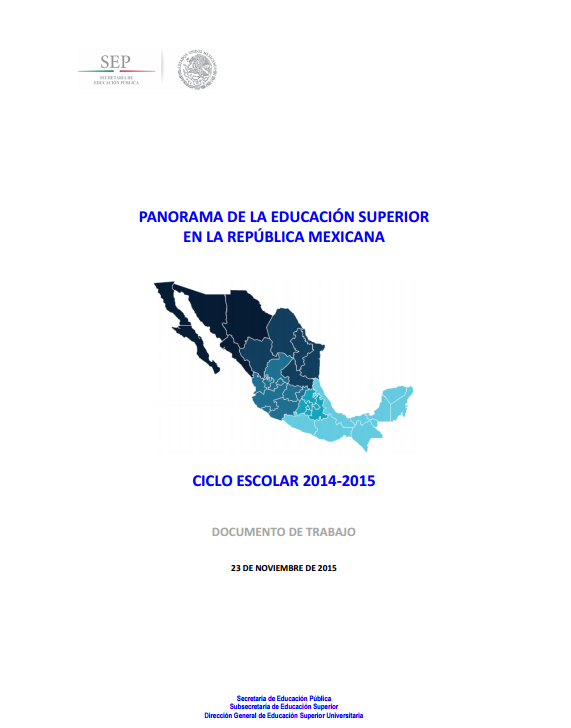 SEP
SECRETARÍA DE
EDUCACIÓN PÚBLICA
PANORAMA DE LA EDUCACIÓN SUPERIOR
EN LA REPÚBLICA MEXICANA
CICLO ESCOLAR 2014-2015
DOCUMENTO DE TRABAJO
23 DE NOVIEMBRE DE 2015
Secretaría de Educación Pública
Subsecretaría de Educación Superior
Dirección General de Educación Superior Universitaria